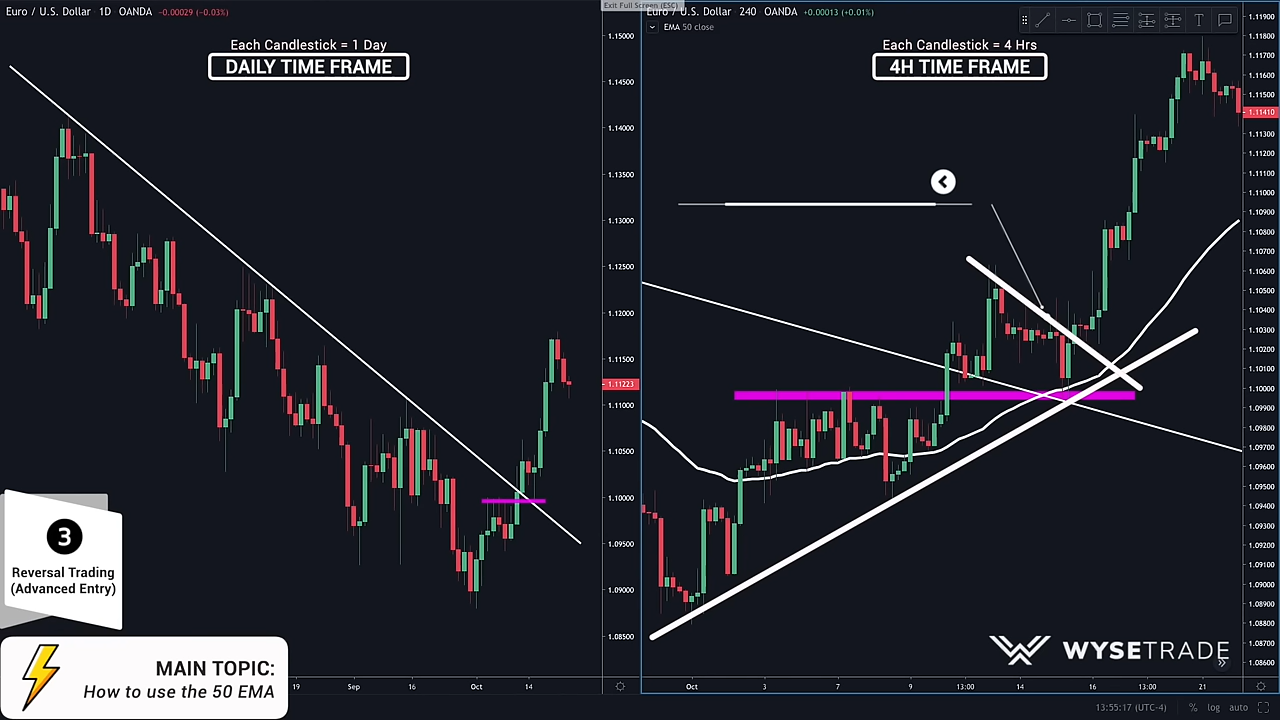 Exit Full Screen (ESC)
Euro / U.S. Dollar 1D OANDA −0.00029 (−0.03%)
Each Candlestick = 1 Day
DAILY TIME FRAME
1.15000
1.14500
1.14000
1.13500
1.13000
1.12500
1.12000
1.11500
1.11223
1.11000
1.10500
1.10000
1.09500
1.09000
1.08500
19 Sep 16 Oct 14
3
Reversal Trading
(Advanced Entry)
MAIN TOPIC:
How to use the 50 EMA
Euro / U.S. Dollar 240 OANDA +0.00013 (+0.01%)
EMA 50 close
T
Each Candlestick = 4 Hrs
4H TIME FRAME
1.11900
1.11800
1.11700
1.11600
1.11500
1.11410
1.11300
1.11200
1.11100
1.11000
1.10900
1.10800
1.10700
1.10600
1.10500
1.10400
1.10300
1.10200
1.10100
1.10000
1.09900
1.09800
1.09700
1.09600
1.09500
1.09400
1.09300
1.09200
1.09100
1.09000
1.08900
1.08800
1.08700
1.08600
WYSETRADE
Oct 3 7 9 13:00 14 16 13:00 21
13:55:17 (UTC-4) % log auto